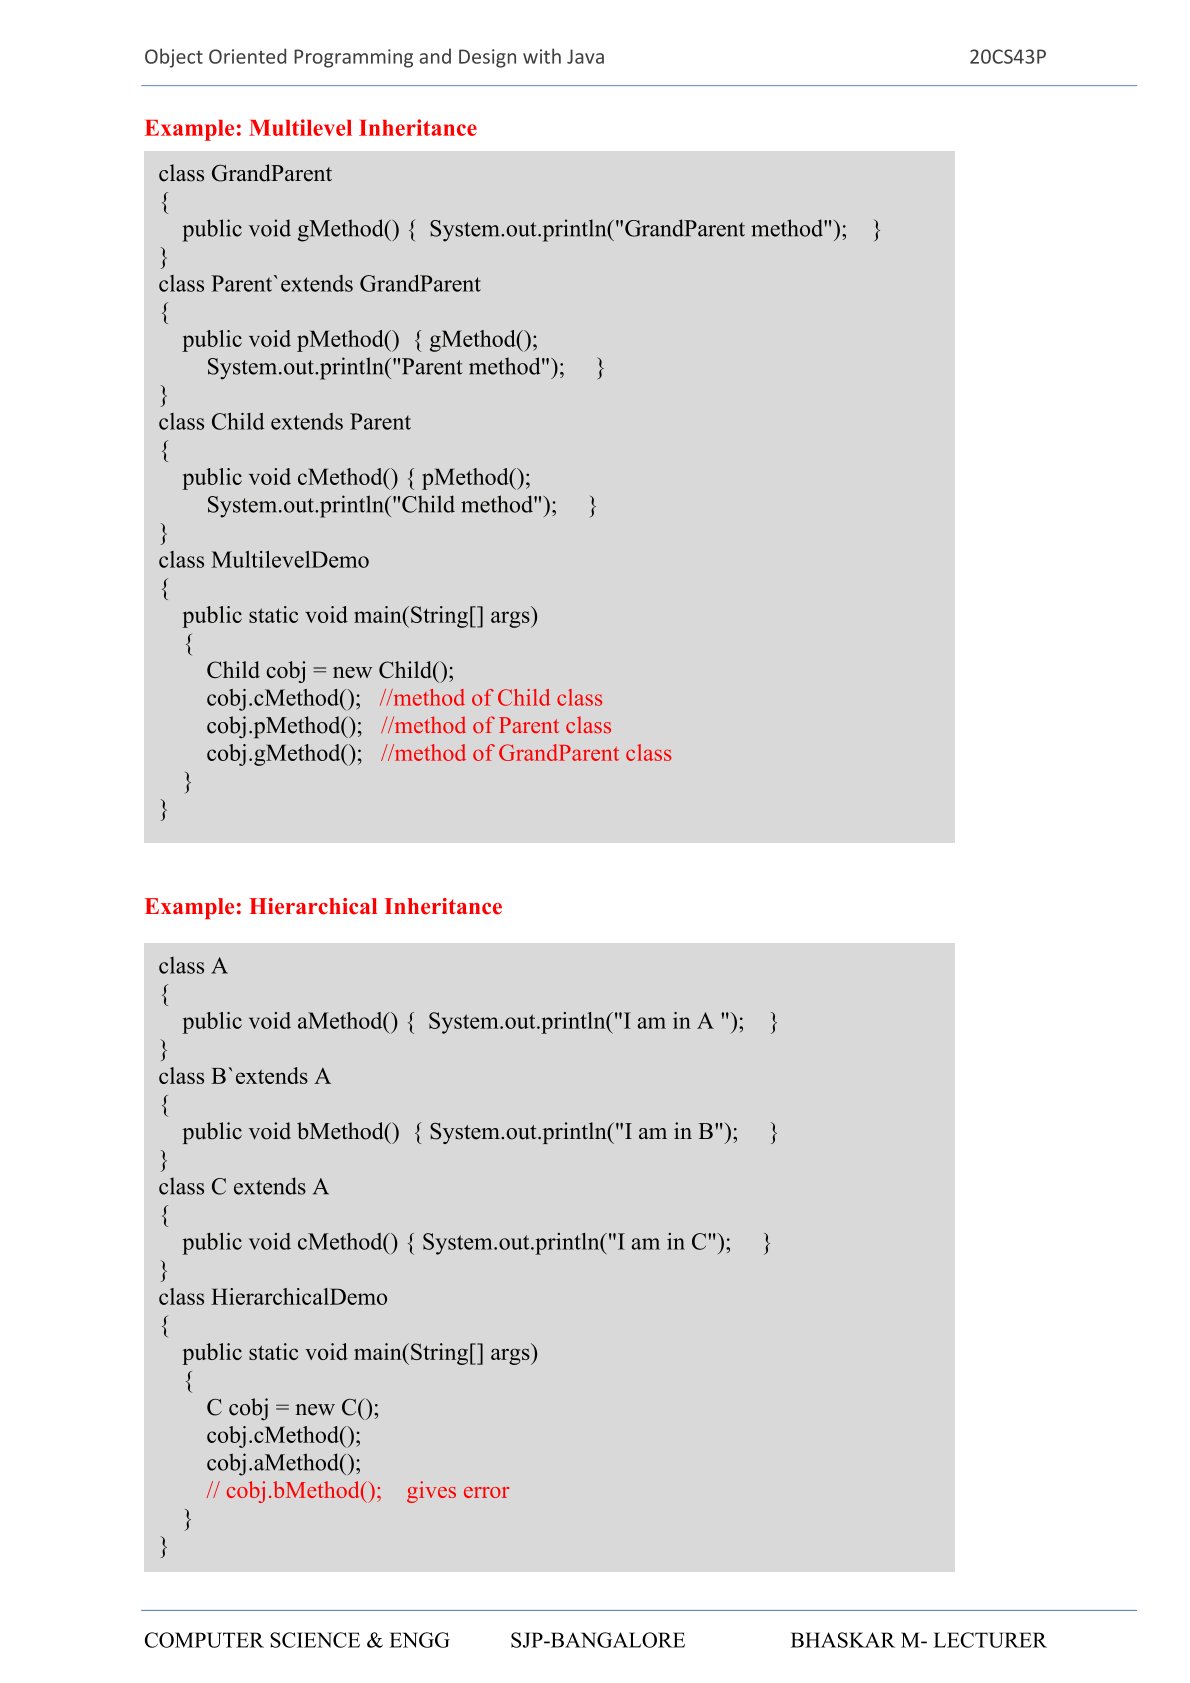 Object Oriented Programming and Design with Java 20CS43P
Example: Multilevel Inheritance
class GrandParent
{
public void gMethod() { System.out.println("GrandParent method"); }
}
class Parent`extends GrandParent
{
public void pMethod() { gMethod();
System.out.println("Parent method"); }
}
class Child extends Parent
{
public void cMethod() { pMethod();
System.out.println("Child method"); }
}
class MultilevelDemo
{
public static void main(String[] args)
{
Child cobj = new Child();
cobj.cMethod(); //method of Child class
cobj.pMethod(); //method of Parent class
cobj.gMethod(); //method of GrandParent class
}
}
Example: Hierarchical Inheritance
class A
{
public void aMethod() { System.out.println("I am in A "); }
}
class B`extends A
{
public void bMethod() { System.out.println("I am in B"); }
}
class C extends A
{
public void cMethod() { System.out.println("I am in C"); }
}
class HierarchicalDemo
{
public static void main(String[] args)
{
C cobj = new C();
cobj.cMethod();
cobj.aMethod();
// cobj.bMethod(); gives error
}
}
COMPUTER SCIENCE & ENGG SJP-BANGALORE BHASKAR M- LECTURER